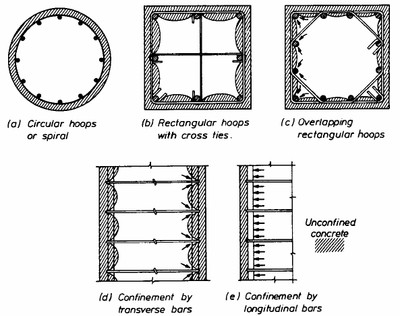 (a) Circular hoops
or spiral
(b) Rectangular hoops
with cross ties.
(c) Overlapping
rectangular hoops
Unconfined
concrete
(d) Confinement by
transverse bars
(e) Confinement by
longitudinal bars